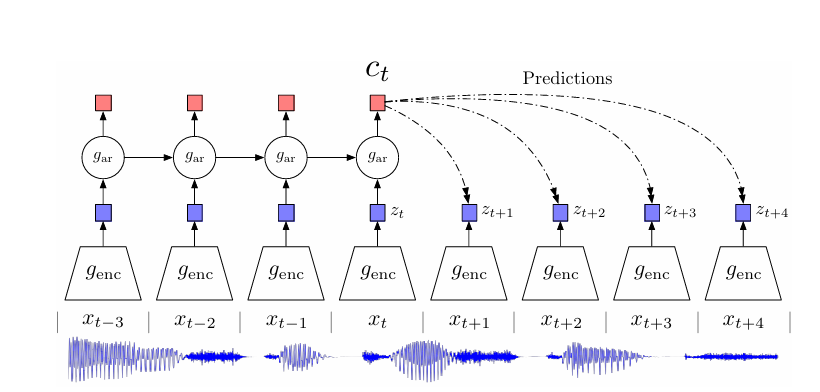 c_t
Predictions
g_ar g_ar g_ar g_ar
z_t z_{t+1} z_{t+2} z_{t+3} z_{t+4}
g_enc g_enc g_enc g_enc g_enc g_enc g_enc g_enc
x_{t−3} x_{t−2} x_{t−1} x_t x_{t+1} x_{t+2} x_{t+3} x_{t+4}